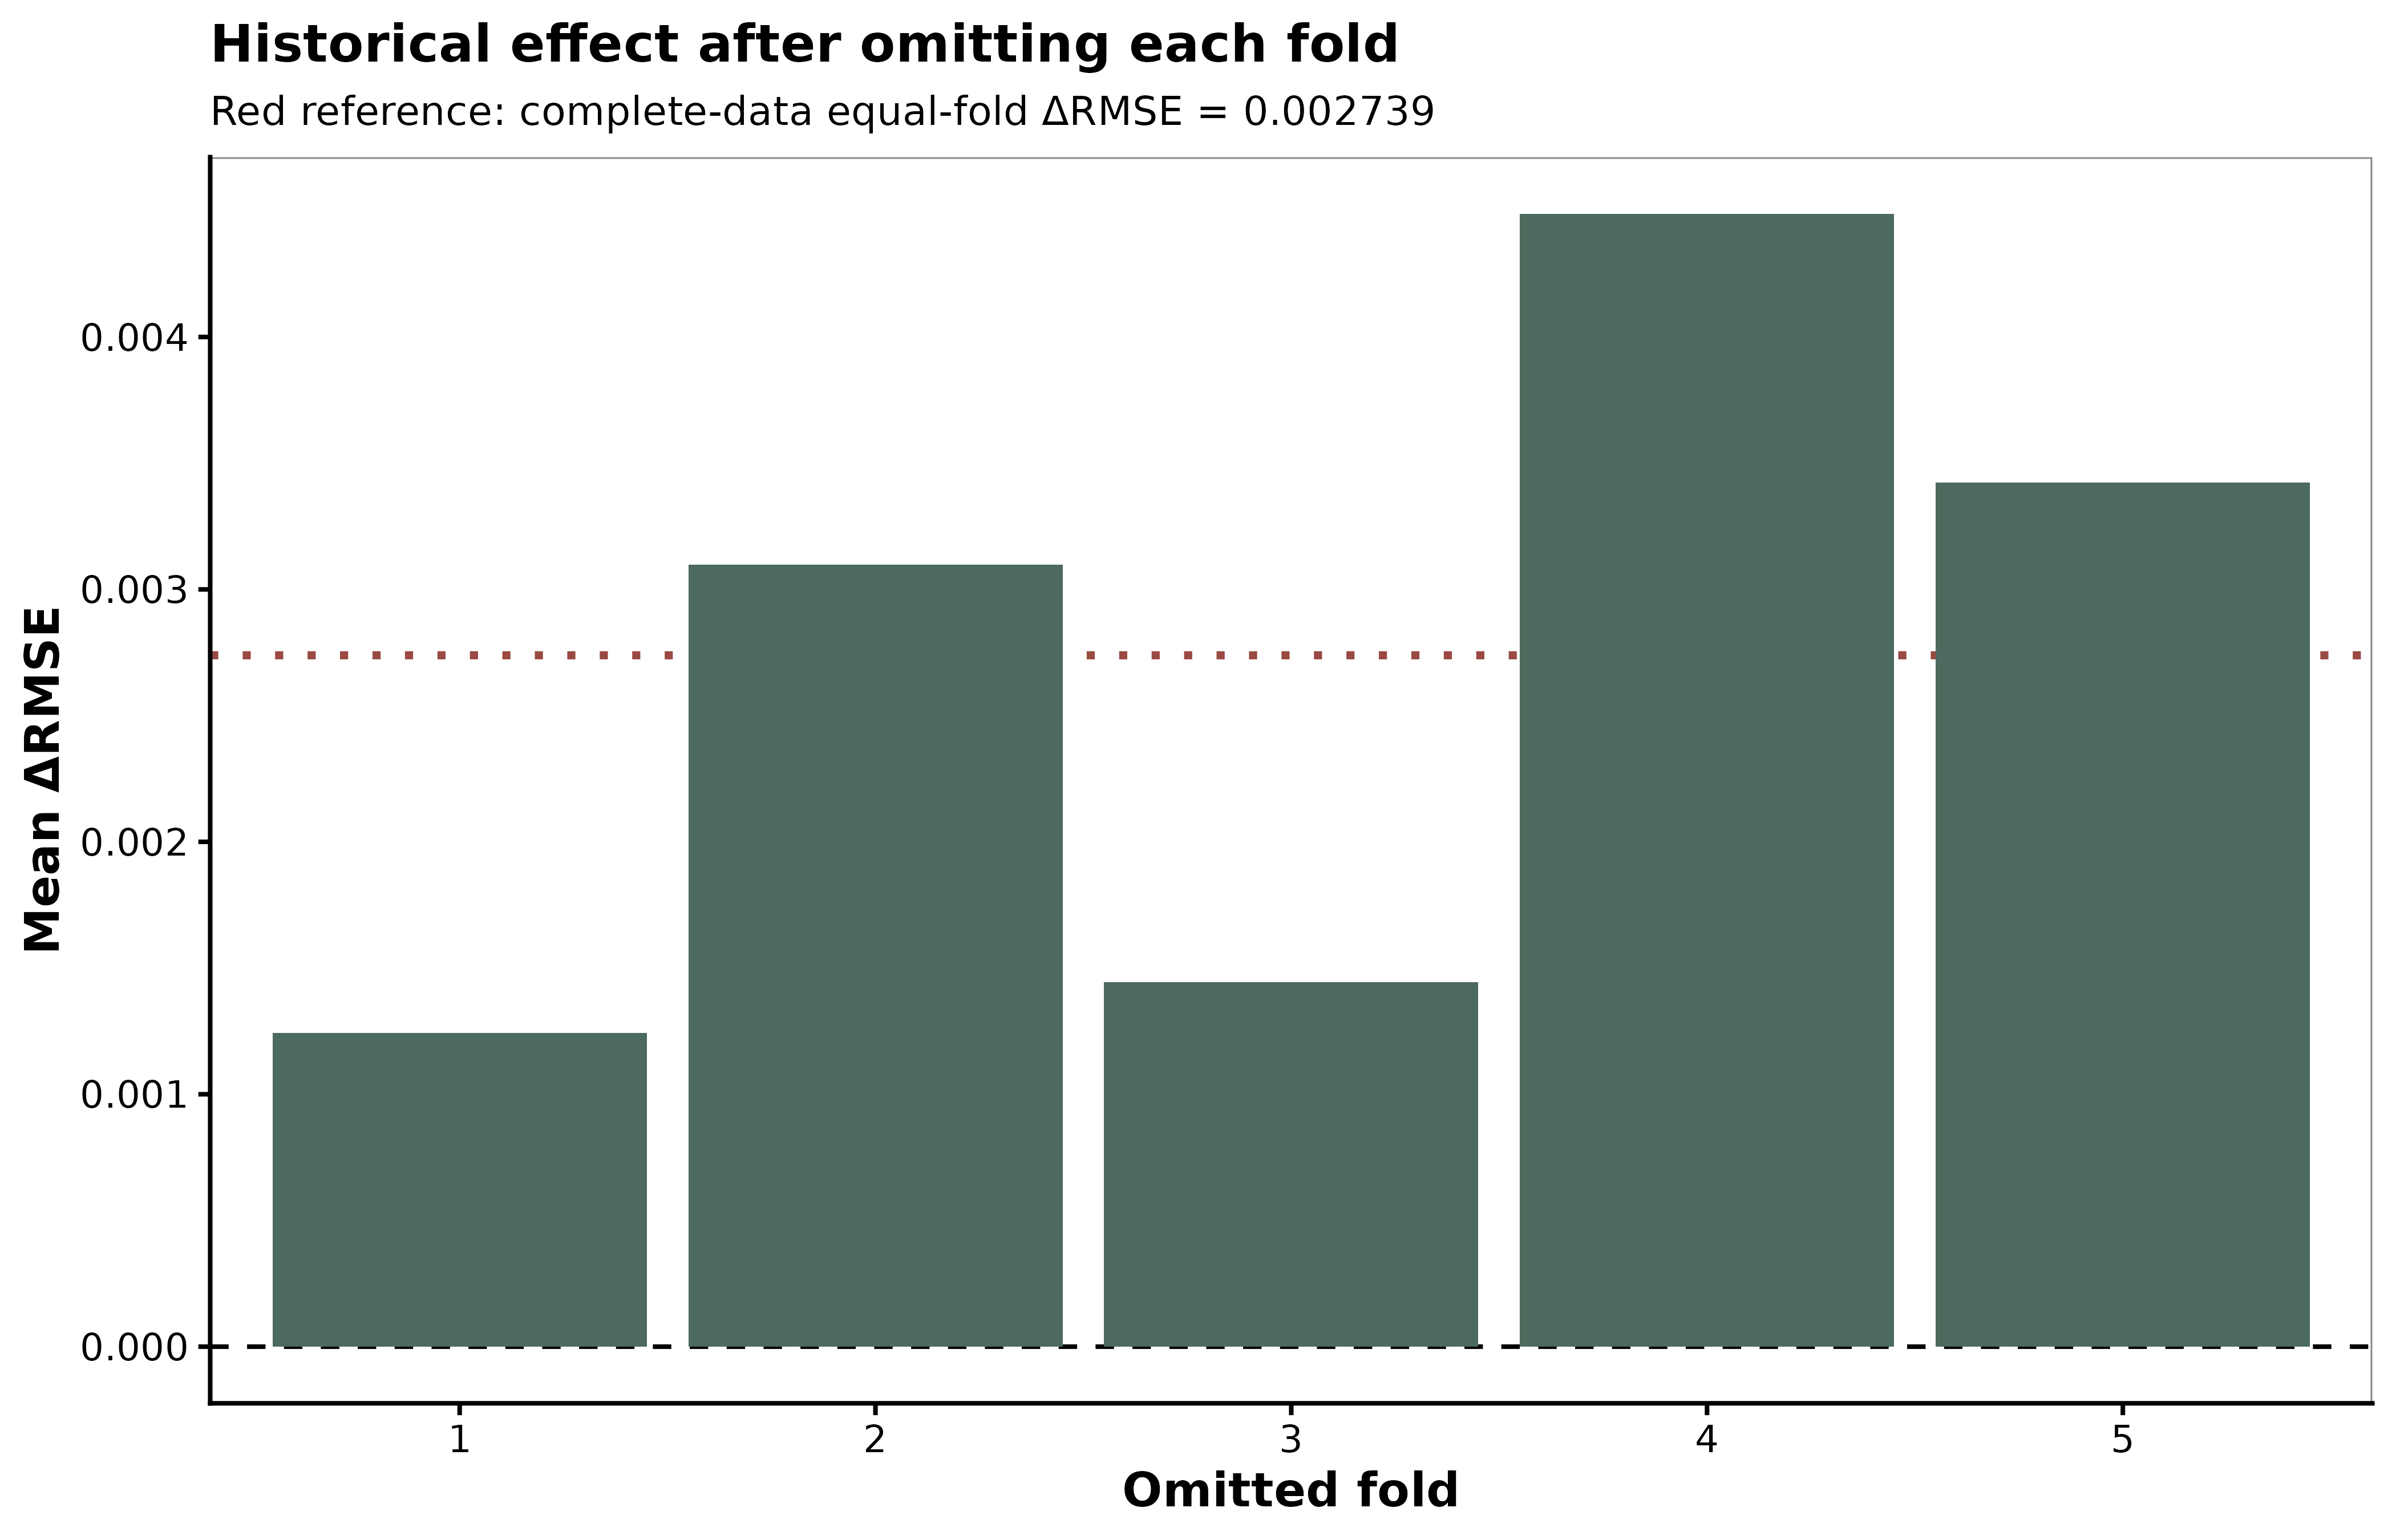 Historical effect after omitting each fold
Red reference: complete-data equal-fold ΔRMSE = 0.002739
Mean ΔRMSE
0.004
0.003
0.002
0.001
0.000
1 2 3 4 5
Omitted fold